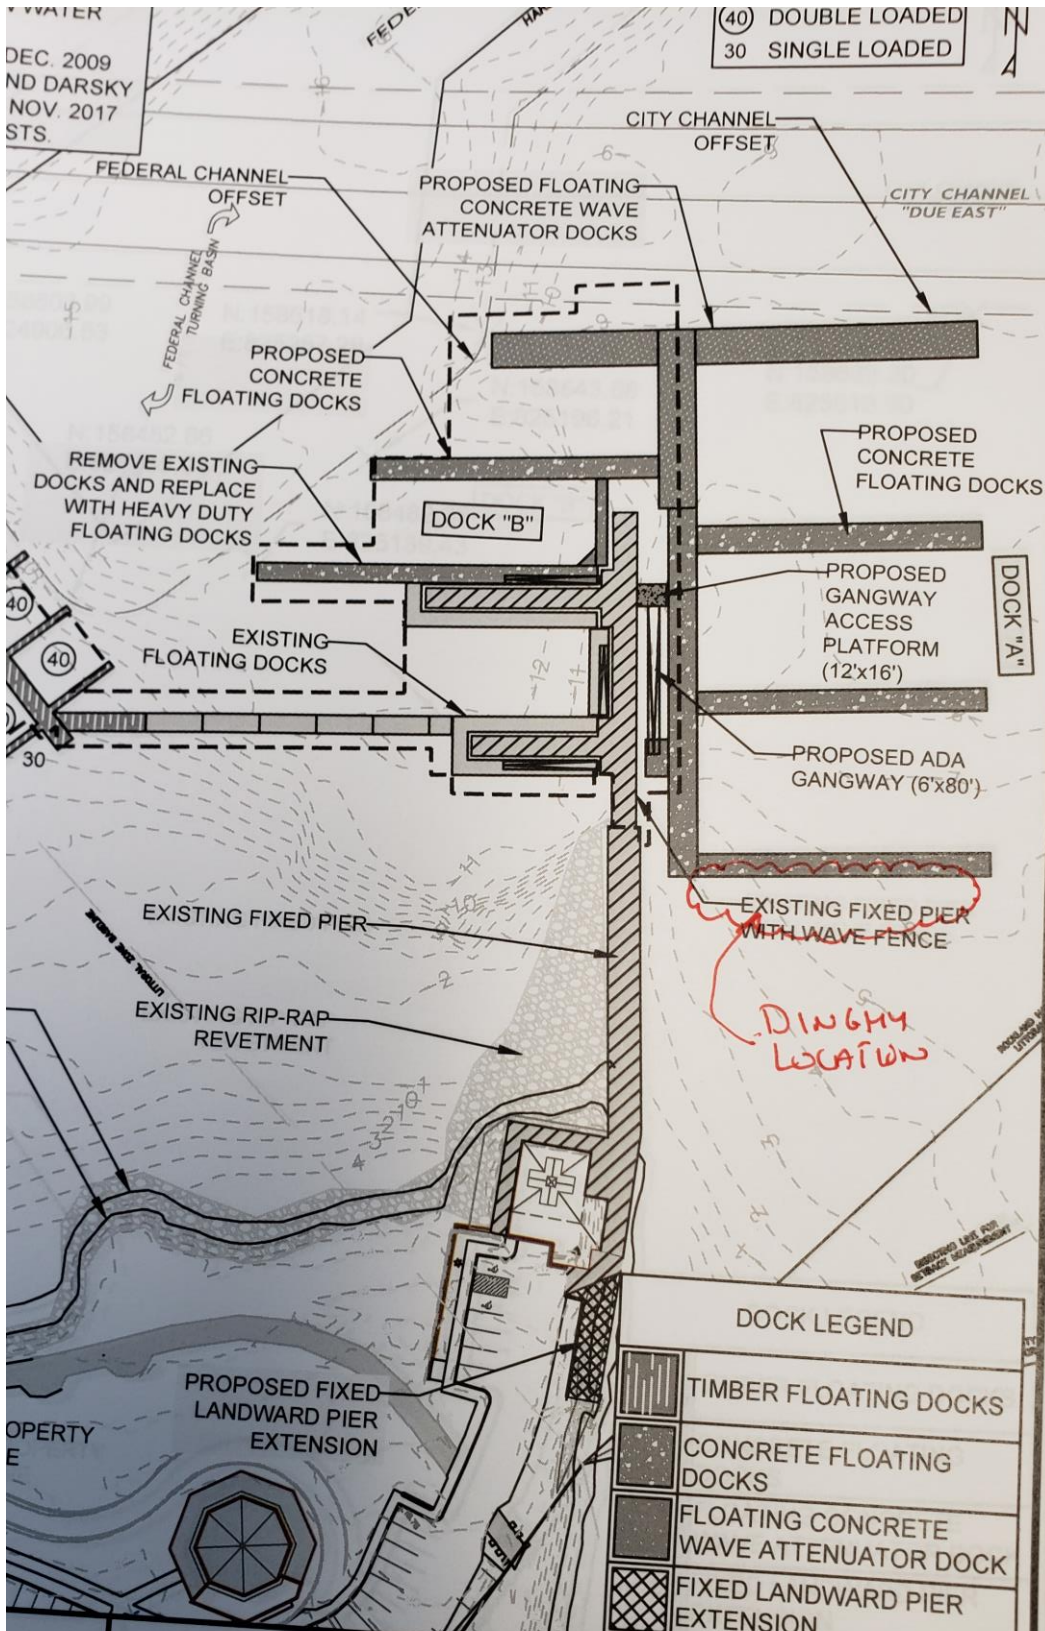 WATER
DEC. 2009
ND DARSKY
NOV. 2017
STS.
40 DOUBLE LOADED
30 SINGLE LOADED
N
CITY CHANNEL
OFFSET
FEDERAL CHANNEL
OFFSET
PROPOSED FLOATING
CONCRETE WAVE
ATTENUATOR DOCKS
CITY CHANNEL
"DUE EAST"
FEDERAL CHANNEL
TURNING BASIN
PROPOSED
CONCRETE
FLOATING DOCKS
PROPOSED
CONCRETE
FLOATING DOCKS
REMOVE EXISTING
DOCKS AND REPLACE
WITH HEAVY DUTY
FLOATING DOCKS
DOCK "B"
DOCK "A"
PROPOSED
GANGWAY
ACCESS
PLATFORM
(12'x16')
EXISTING
FLOATING DOCKS
40
40
30
PROPOSED ADA
GANGWAY (6'x80')
EXISTING FIXED PIER
WITH WAVE FENCE
EXISTING FIXED PIER
LITTORAL ZONE BASELINE
EXISTING RIP-RAP
REVETMENT
DINGHY
LOCATION
PROPOSED FIXED
LANDWARD PIER
EXTENSION
OPERTY
E
DOCK LEGEND
TIMBER FLOATING DOCKS
CONCRETE FLOATING
DOCKS
FLOATING CONCRETE
WAVE ATTENUATOR DOCK
FIXED LANDWARD PIER
EXTENSION